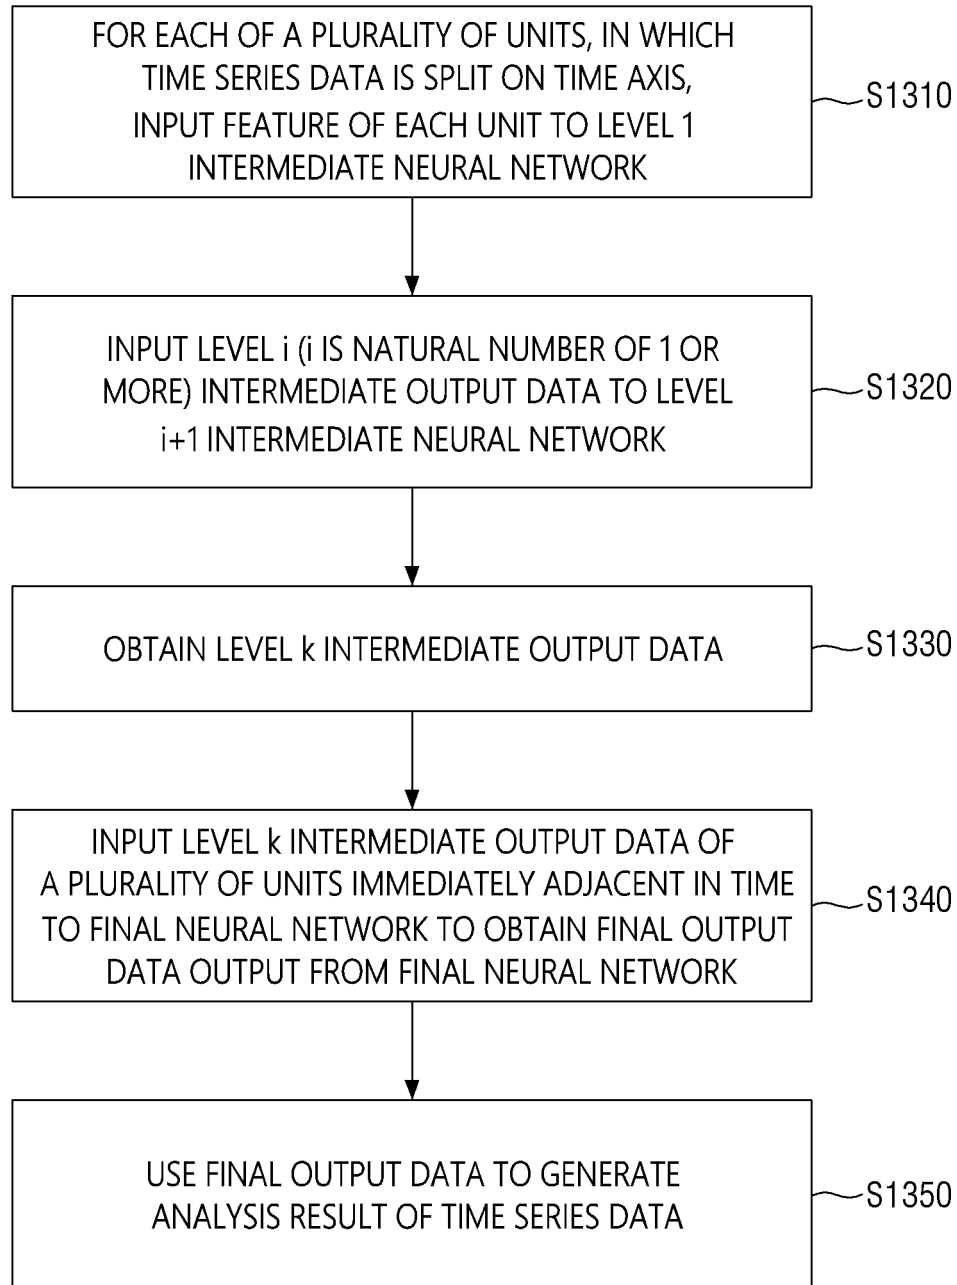 FOR EACH OF A PLURALITY OF UNITS, IN WHICH
TIME SERIES DATA IS SPLIT ON TIME AXIS,
INPUT FEATURE OF EACH UNIT TO LEVEL 1
INTERMEDIATE NEURAL NETWORK
S1310
INPUT LEVEL i (i IS NATURAL NUMBER OF 1 OR
MORE) INTERMEDIATE OUTPUT DATA TO LEVEL
i+1 INTERMEDIATE NEURAL NETWORK
S1320
OBTAIN LEVEL k INTERMEDIATE OUTPUT DATA
S1330
INPUT LEVEL k INTERMEDIATE OUTPUT DATA OF
A PLURALITY OF UNITS IMMEDIATELY ADJACENT IN TIME
TO FINAL NEURAL NETWORK TO OBTAIN FINAL OUTPUT
DATA OUTPUT FROM FINAL NEURAL NETWORK
S1340
USE FINAL OUTPUT DATA TO GENERATE
ANALYSIS RESULT OF TIME SERIES DATA
S1350